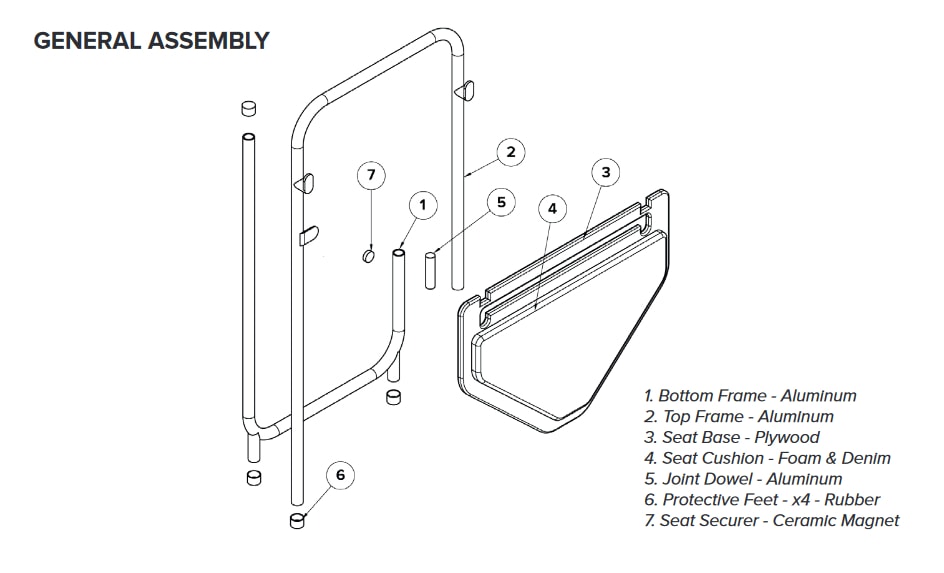 GENERAL ASSEMBLY
2
7
3
1
5
4
6
1. Bottom Frame - Aluminum
2. Top Frame - Aluminum
3. Seat Base - Plywood
4. Seat Cushion - Foam & Denim
5. Joint Dowel - Aluminum
6. Protective Feet - x4 - Rubber
7. Seat Securer - Ceramic Magnet